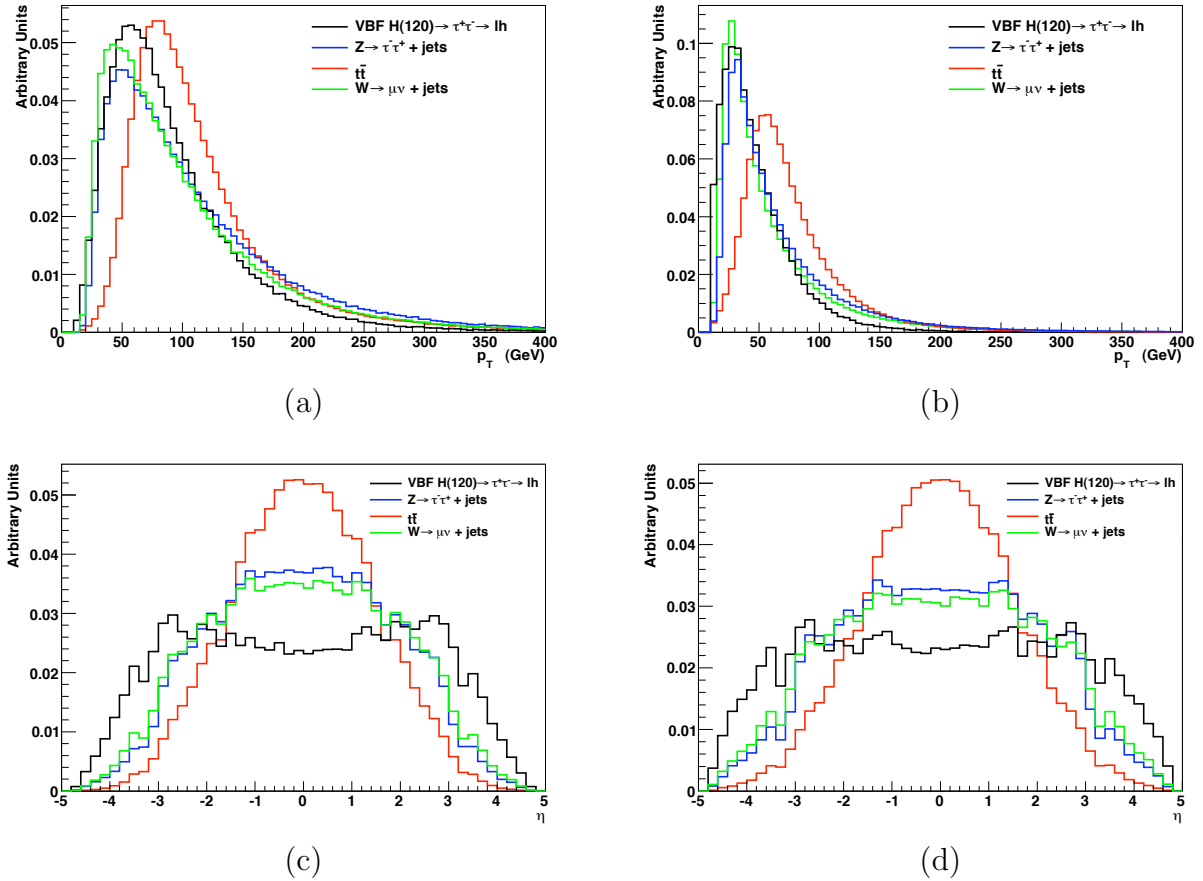 Arbitrary Units
VBF H(120)→ τ⁺τ⁻→ lh
Z→ τ⁻τ⁺ + jets
tt̄
W→ μν + jets
0.05
0.04
0.03
0.02
0.01
0
0 50 100 150 200 250 300 350 400
p_T (GeV)
(a)
Arbitrary Units
VBF H(120)→ τ⁺τ⁻→ lh
Z→ τ⁻τ⁺ + jets
tt̄
W→ μν + jets
0.1
0.08
0.06
0.04
0.02
0
0 50 100 150 200 250 300 350 400
p_T (GeV)
(b)
Arbitrary Units
VBF H(120)→ τ⁺τ⁻→ lh
Z→ τ⁻τ⁺ + jets
tt̄
W→ μν + jets
0.05
0.04
0.03
0.02
0.01
0
-5 -4 -3 -2 -1 0 1 2 3 4 5
η
(c)
Arbitrary Units
VBF H(120)→ τ⁺τ⁻→ lh
Z→ τ⁻τ⁺ + jets
tt̄
W→ μν + jets
0.05
0.04
0.03
0.02
0.01
0
-5 -4 -3 -2 -1 0 1 2 3 4 5
η
(d)